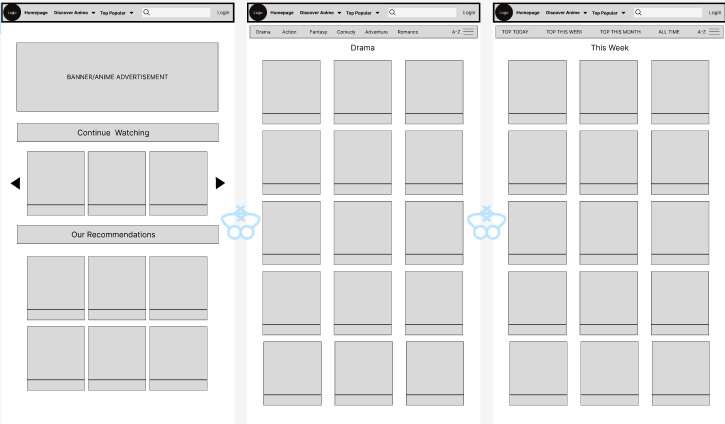 Logo Homepage Discover Anime Top Popular Login
BANNER/ANIME ADVERTISEMENT
Continue Watching
Our Recommendations
Logo Homepage Discover Anime Top Popular Login
Drama Action Fantasy Comedy Adventure Romance A-Z
Drama
Logo Homepage Discover Anime Top Popular Login
TOP TODAY TOP THIS WEEK TOP THIS MONTH ALL TIME A-Z
This Week